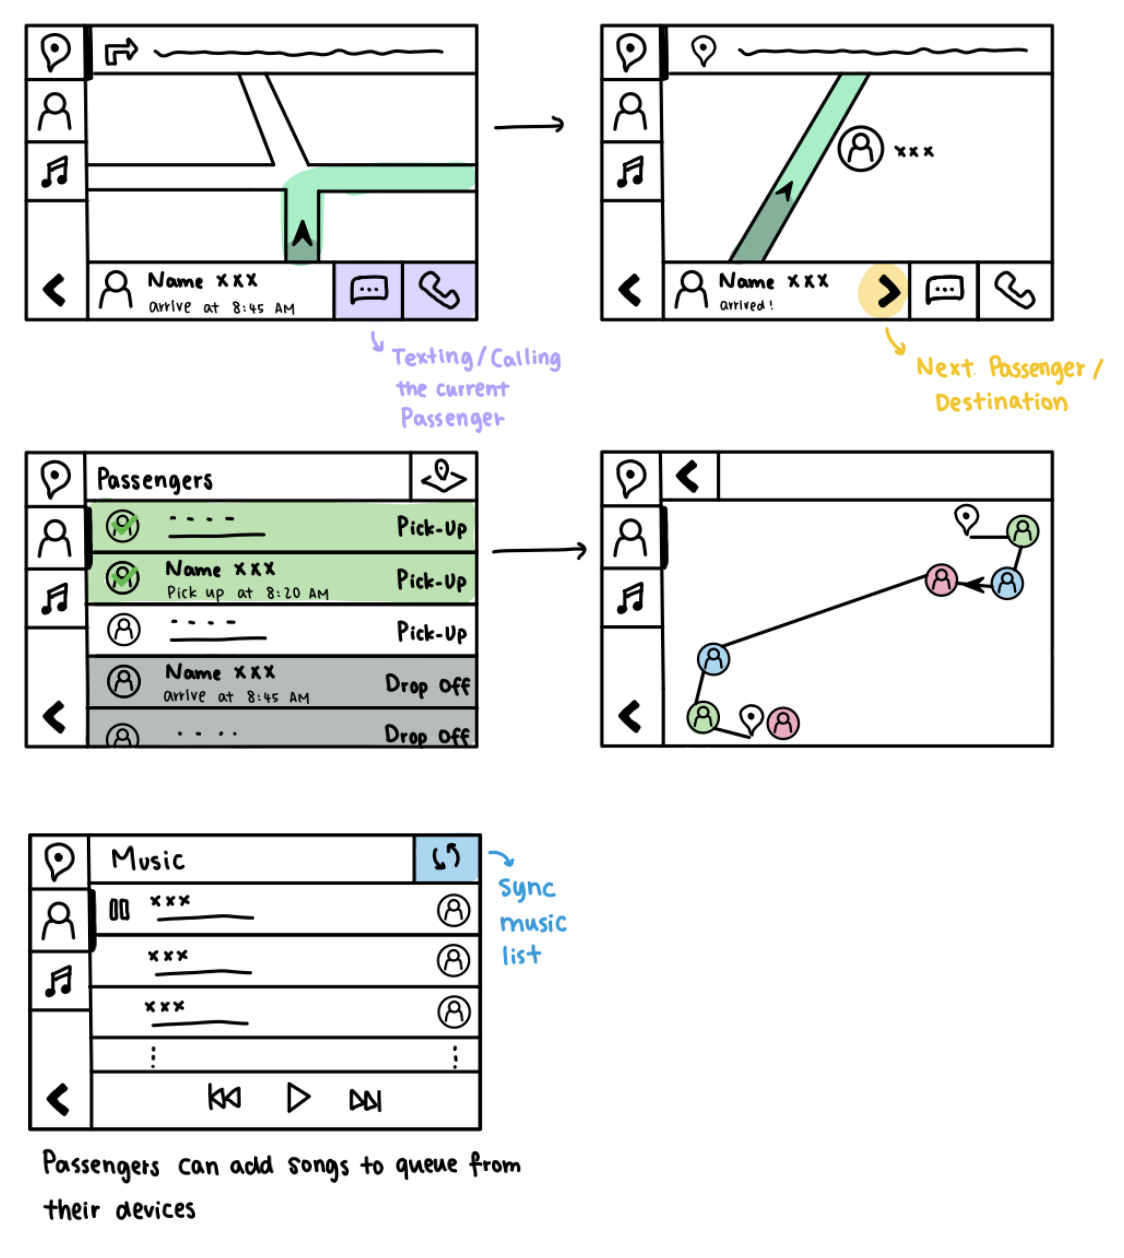 Name xxx
arrive at 8:45 AM
Texting/Calling
the current
Passenger
xxx
Name xxx
arrived!
Next Passenger/
Destination
Passengers
Pick-Up
Name xxx
Pick up at 8:20 AM
Pick-Up
Pick-Up
Name xxx
arrive at 8:45 AM
Drop Off
Drop Off
Music
xxx
xxx
xxx
Sync
music
list
Passengers can add songs to queue from
their devices